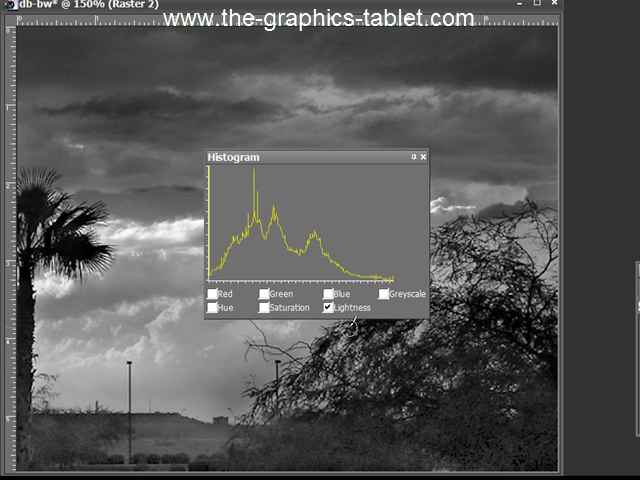 db-bw* @ 150% (Raster 2)
www.the-graphics-tablet.com
Histogram
Red Green Blue Greyscale
Hue Saturation Lightness